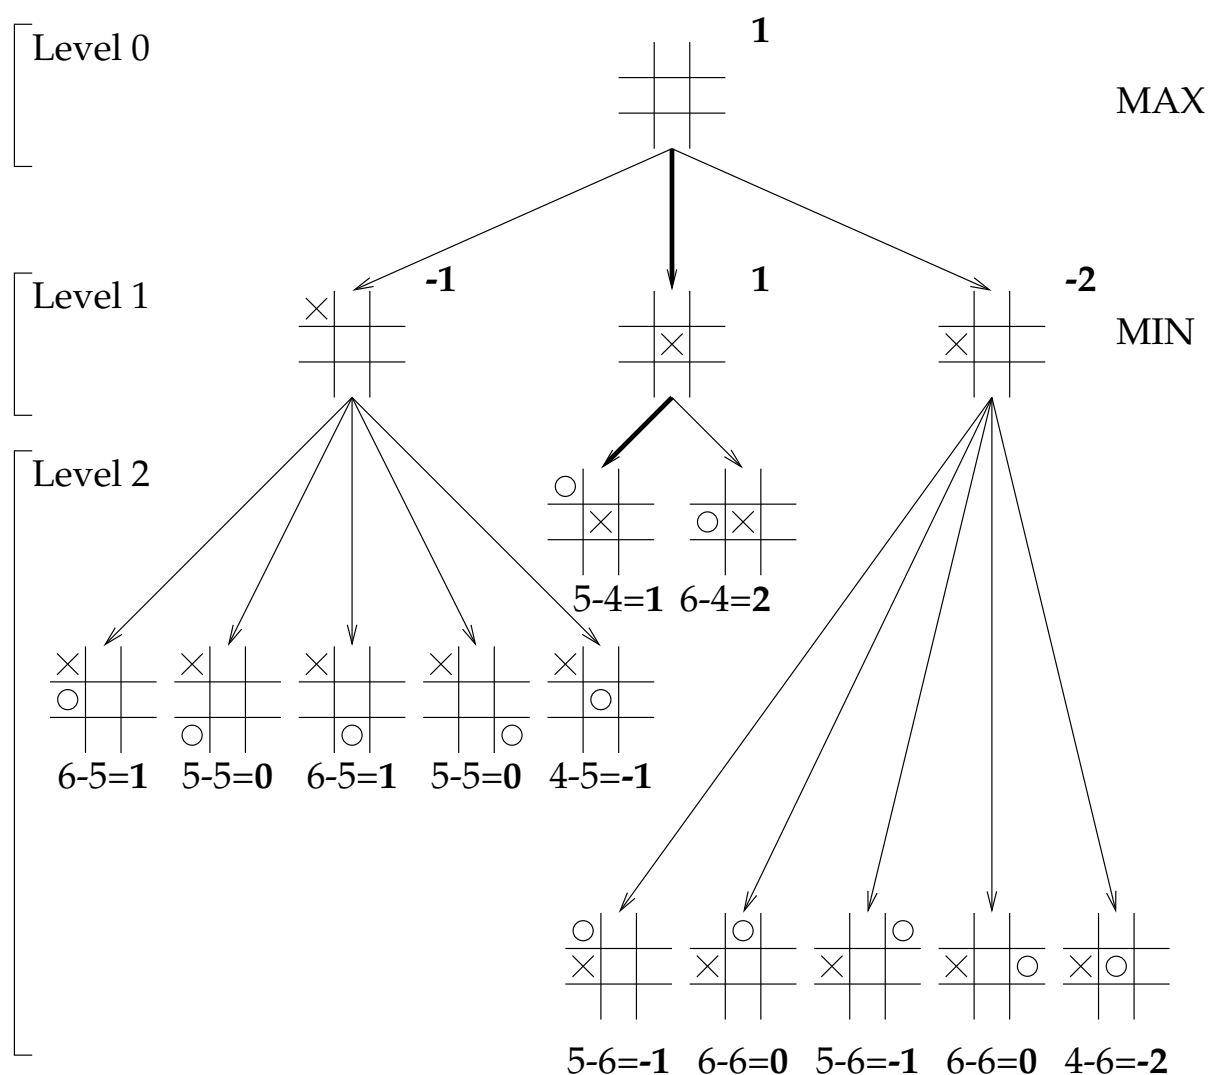 Level 0
1
MAX
Level 1
-1
1
-2
MIN
Level 2
5-4=1 6-4=2
6-5=1 5-5=0 6-5=1 5-5=0 4-5=-1
5-6=-1 6-6=0 5-6=-1 6-6=0 4-6=-2